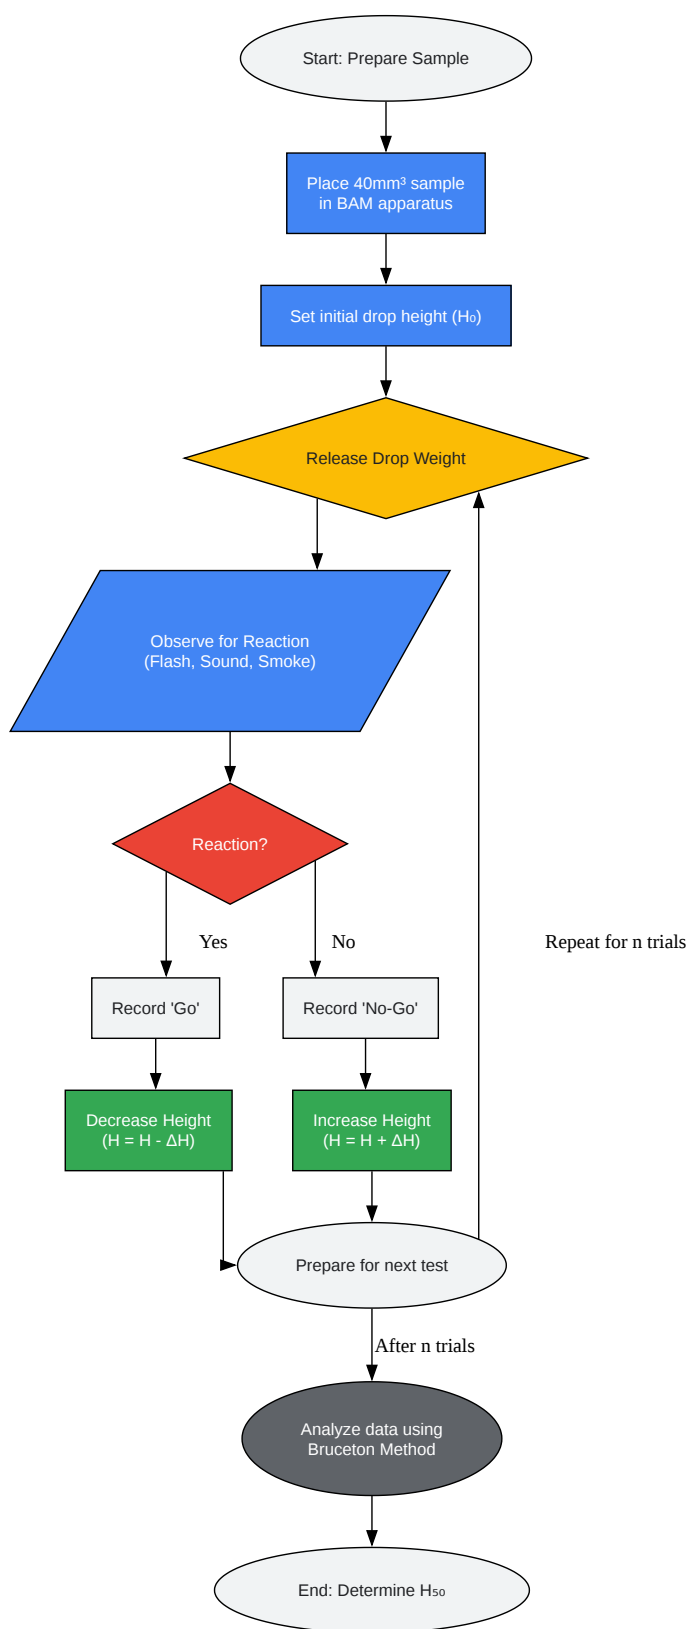 Start: Prepare Sample
Place 40mm³ sample
in BAM apparatus
Set initial drop height (H₀)
Release Drop Weight
Observe for Reaction
(Flash, Sound, Smoke)
Reaction?
Yes
No
Repeat for n trials
Record 'Go'
Record 'No-Go'
Decrease Height
(H = H - ΔH)
Increase Height
(H = H + ΔH)
Prepare for next test
After n trials
Analyze data using
Bruceton Method
End: Determine H₅₀